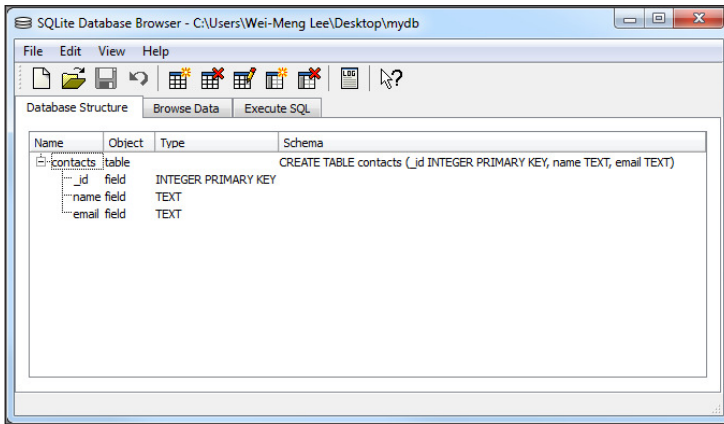 SQLite Database Browser - C:\Users\Wei-Meng Lee\Desktop\mydb
File Edit View Help
LOG ?
Database Structure Browse Data Execute SQL
Name Object Type Schema
contacts table CREATE TABLE contacts (_id INTEGER PRIMARY KEY, name TEXT, email TEXT)
_id field INTEGER PRIMARY KEY
name field TEXT
email field TEXT